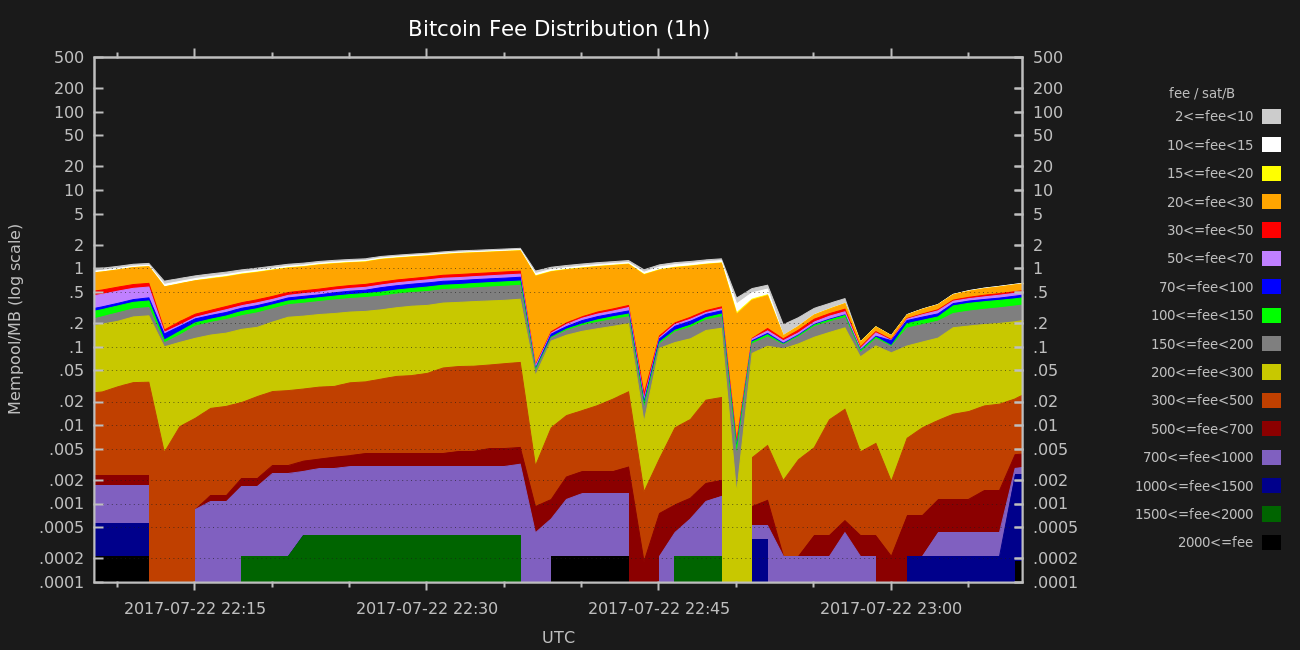 Bitcoin Fee Distribution (1h)
Mempool/MB (log scale)
500
200
100
50
20
10
5
2
1
.5
.2
.1
.05
.02
.01
.005
.002
.001
.0005
.0002
.0001
500
200
100
50
20
10
5
2
1
.5
.2
.1
.05
.02
.01
.005
.002
.001
.0005
.0002
.0001
fee / sat/B
2<=fee<10
10<=fee<15
15<=fee<20
20<=fee<30
30<=fee<50
50<=fee<70
70<=fee<100
100<=fee<150
150<=fee<200
200<=fee<300
300<=fee<500
500<=fee<700
700<=fee<1000
1000<=fee<1500
1500<=fee<2000
2000<=fee
2017-07-22 22:15 2017-07-22 22:30 2017-07-22 22:45 2017-07-22 23:00
UTC